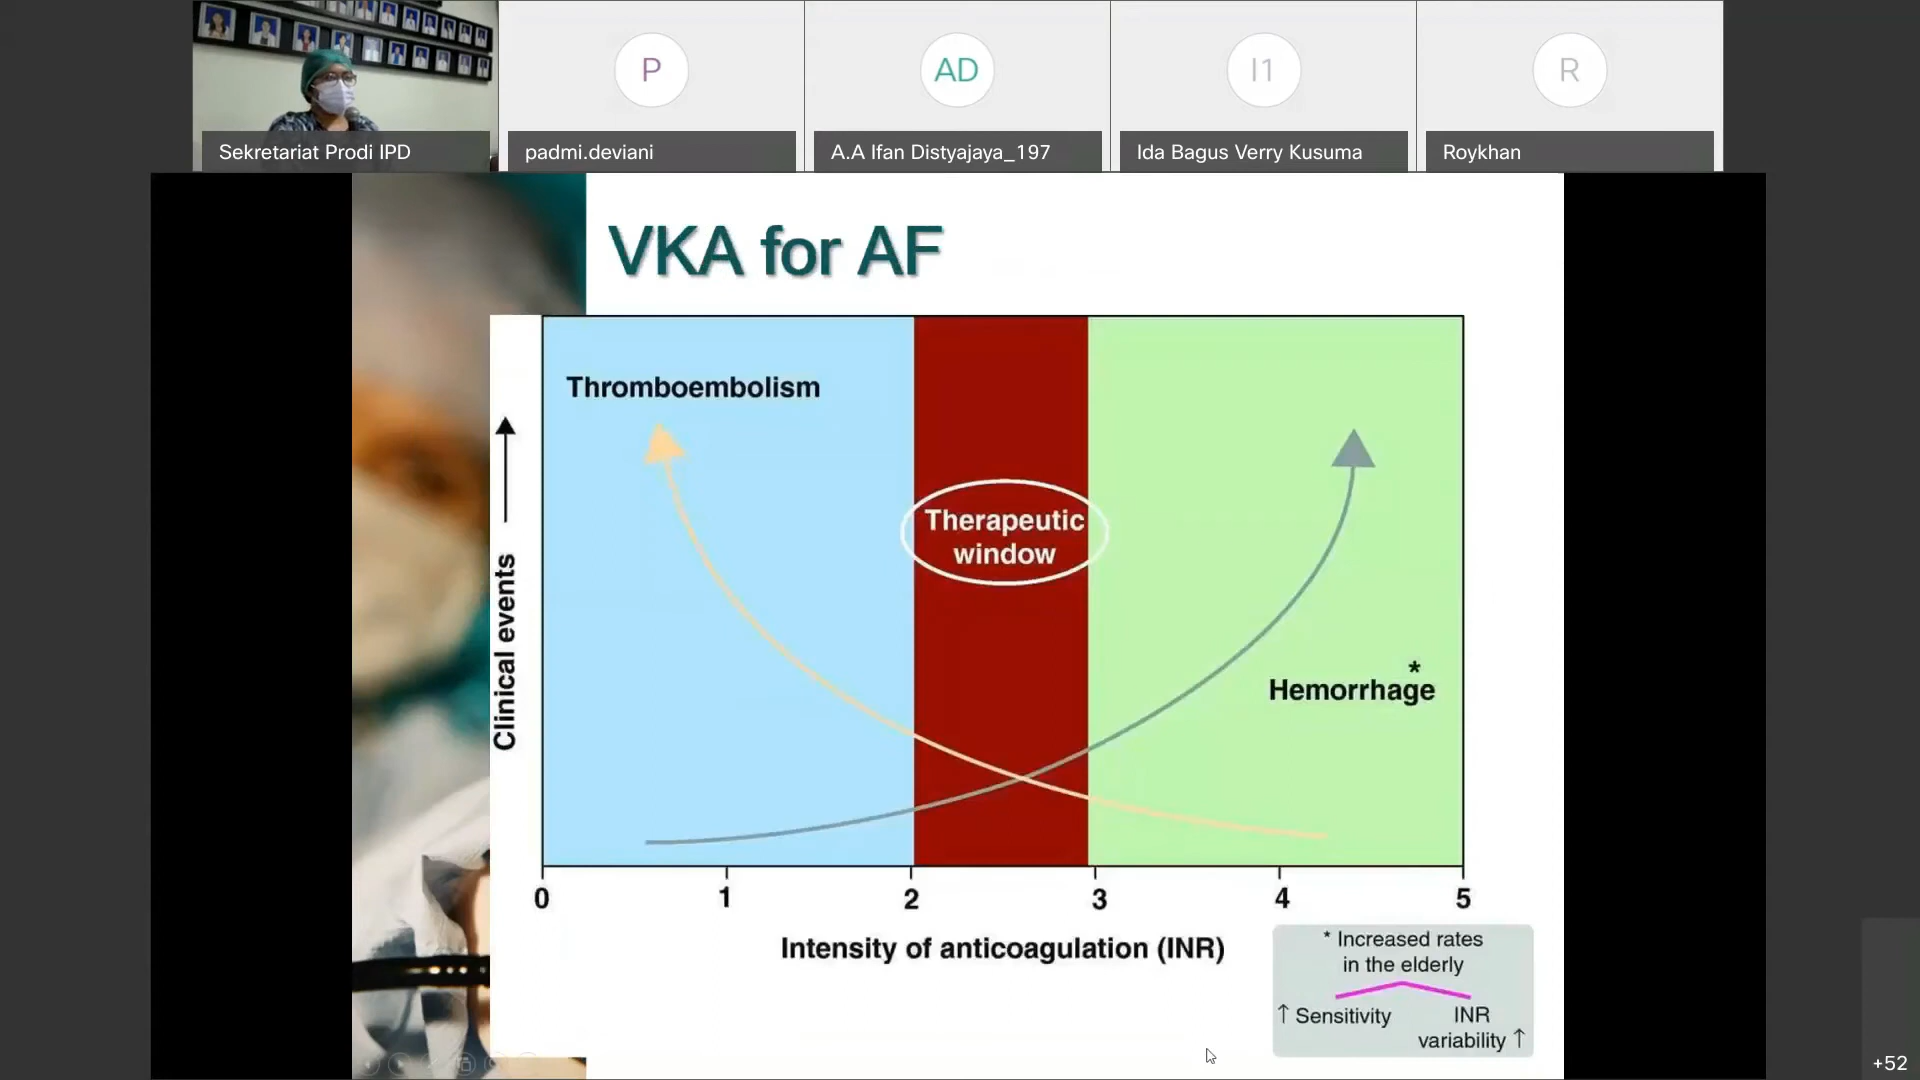 P
AD
I1
R
Sekretariat Prodi IPD
padmi.deviani
A.A Ifan Distyajaya_197
Ida Bagus Verry Kusuma
Roykhan
VKA for AF
Thromboembolism
Therapeutic
window
*
Hemorrhage
Clinical events
0 1 2 3 4 5
Intensity of anticoagulation (INR)
* Increased rates
in the elderly
↑ Sensitivity
INR
variability ↑
+52